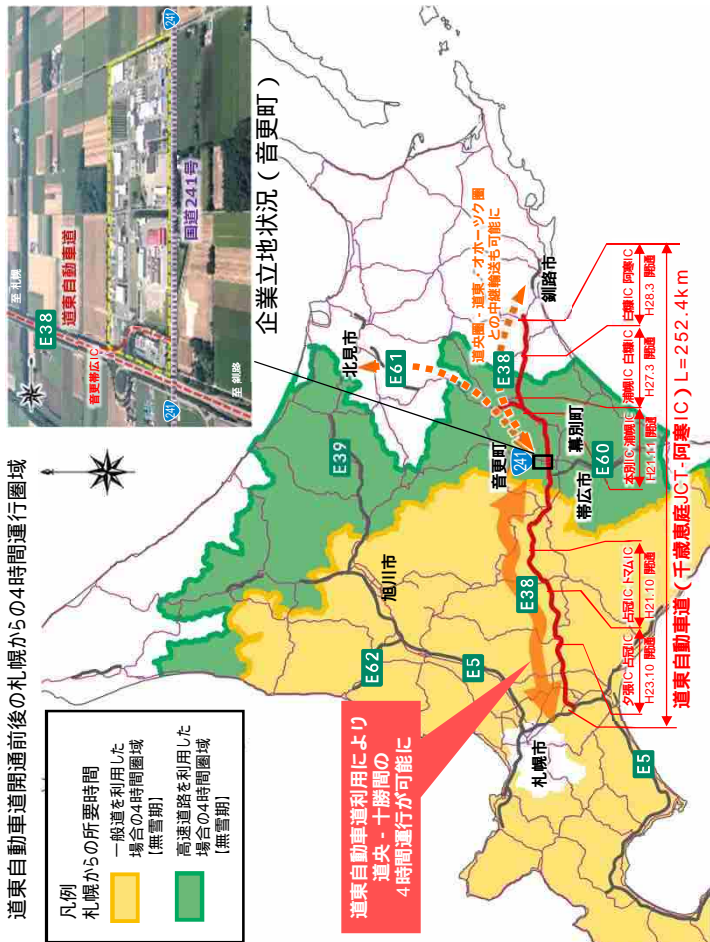 道東自動車道開通前後の札幌からの4時間運行圏域
凡例
札幌からの所要時間
一般道を利用した
場合の4時間圏域
【無雪期】
高速道路を利用した
場合の4時間圏域
【無雪期】
至 札幌
E38
道東自動車道
音更帯広IC
241
241
国道241号
至 釧路
企業立地状況(音更町)
北見市
E61
E39
旭川市
E62
E5
音更町
241
E38
道央圏-道東・オホーツク圏
との中継輸送も可能に
釧路市
幕別町
帯広市
E60
E38
札幌市
E5
道東自動車道利用により
道央-十勝間の
4時間運行が可能に
夕張IC 占冠IC
H23.10 開通
占冠IC トマムIC
H21.10 開通
本別IC 浦幌IC
H21.11 開通
浦幌IC 白糠IC
H27.3 開通
白糠IC 阿寒IC
H28.3 開通
道東自動車道(千歳恵庭JCT-阿寒IC)L=252.4km